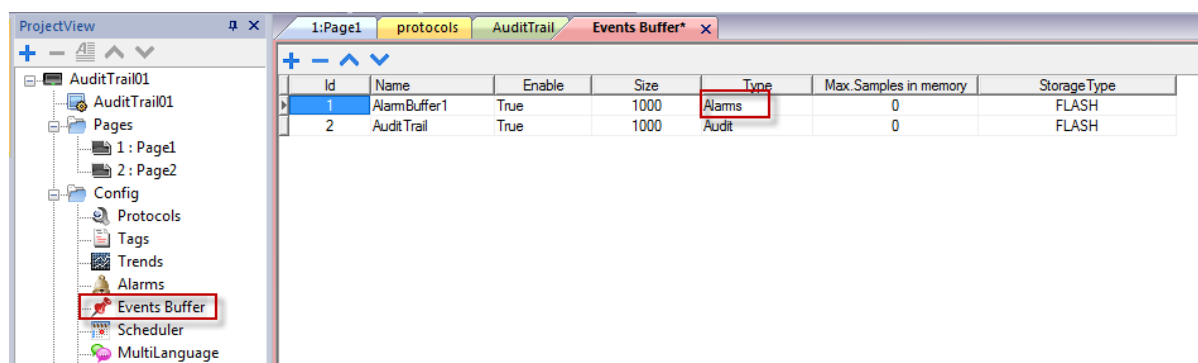 ProjectView
AuditTrail01
AuditTrail01
Pages
1 : Page1
2 : Page2
Config
Protocols
Tags
Trends
Alarms
Events Buffer
Scheduler
MultiLanguage
1:Page1 protocols AuditTrail Events Buffer*
Id Name Enable Size Type Max.Samples in memory StorageType
1 AlarmBuffer1 True 1000 Alarms 0 FLASH
2 AuditTrail True 1000 Audit 0 FLASH